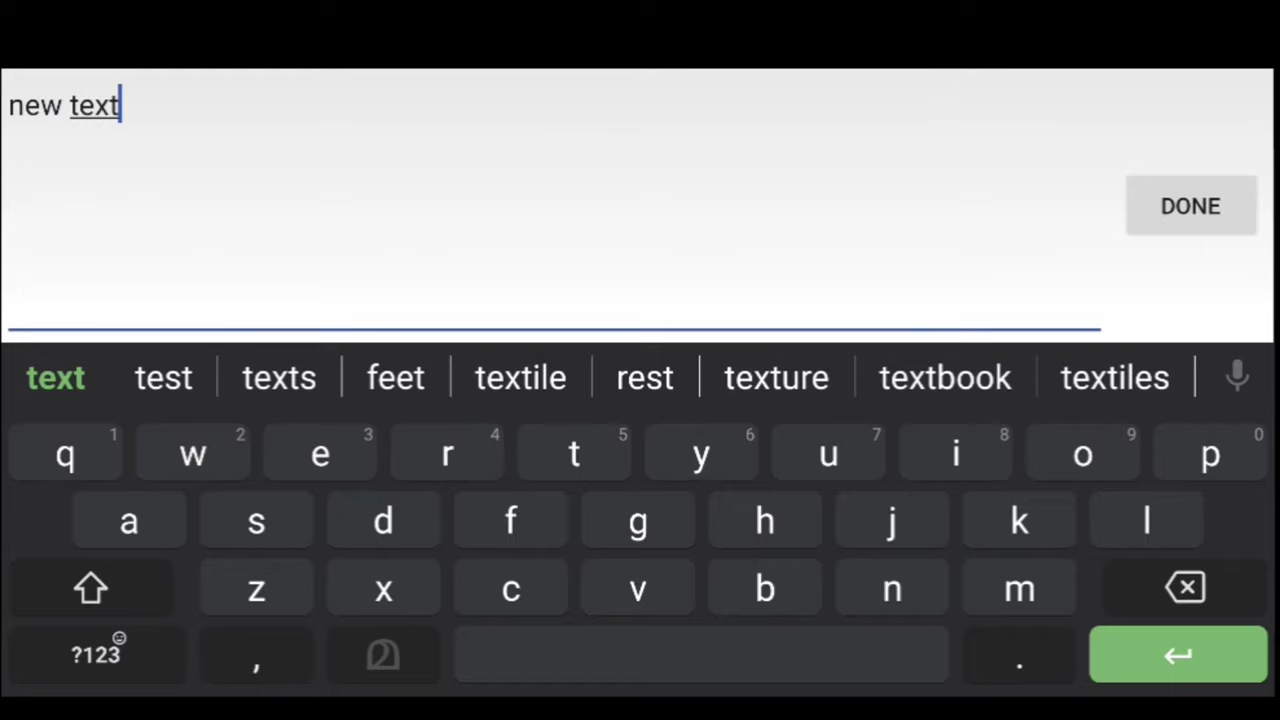 new text
DONE
text test texts feet textile rest texture textbook textiles
q 1 w 2 e 3 r 4 t 5 y 6 u 7 i 8 o 9 p 0
a s d f g h j k l
z x c v b n m
?123 , മ .